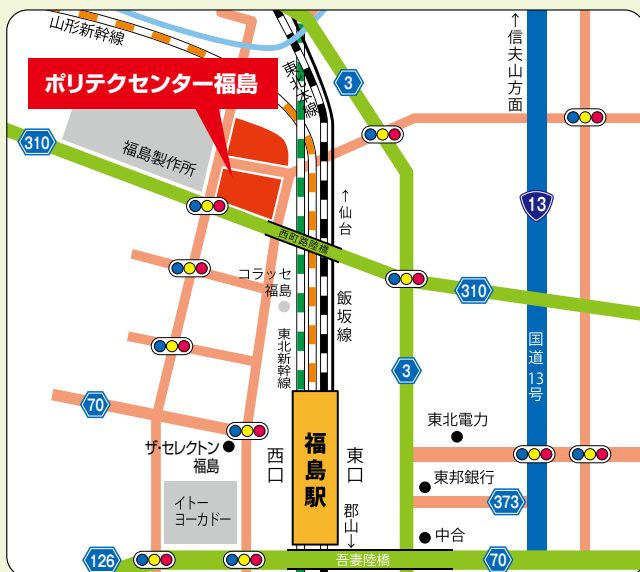 山形新幹線
東北本線
↑信夫山方面
ポリテクセンター福島
3
310
福島製作所
13
↑仙台
西町跨線橋
コラッセ
福島
310
飯坂線
東北新幹線
国道13号
3
70
東北電力
ザ・セレクトン
福島
西口
福島駅
東口
東邦銀行
イトー
ヨーカドー
373
郡山↓
中合
126
吾妻陸橋
70